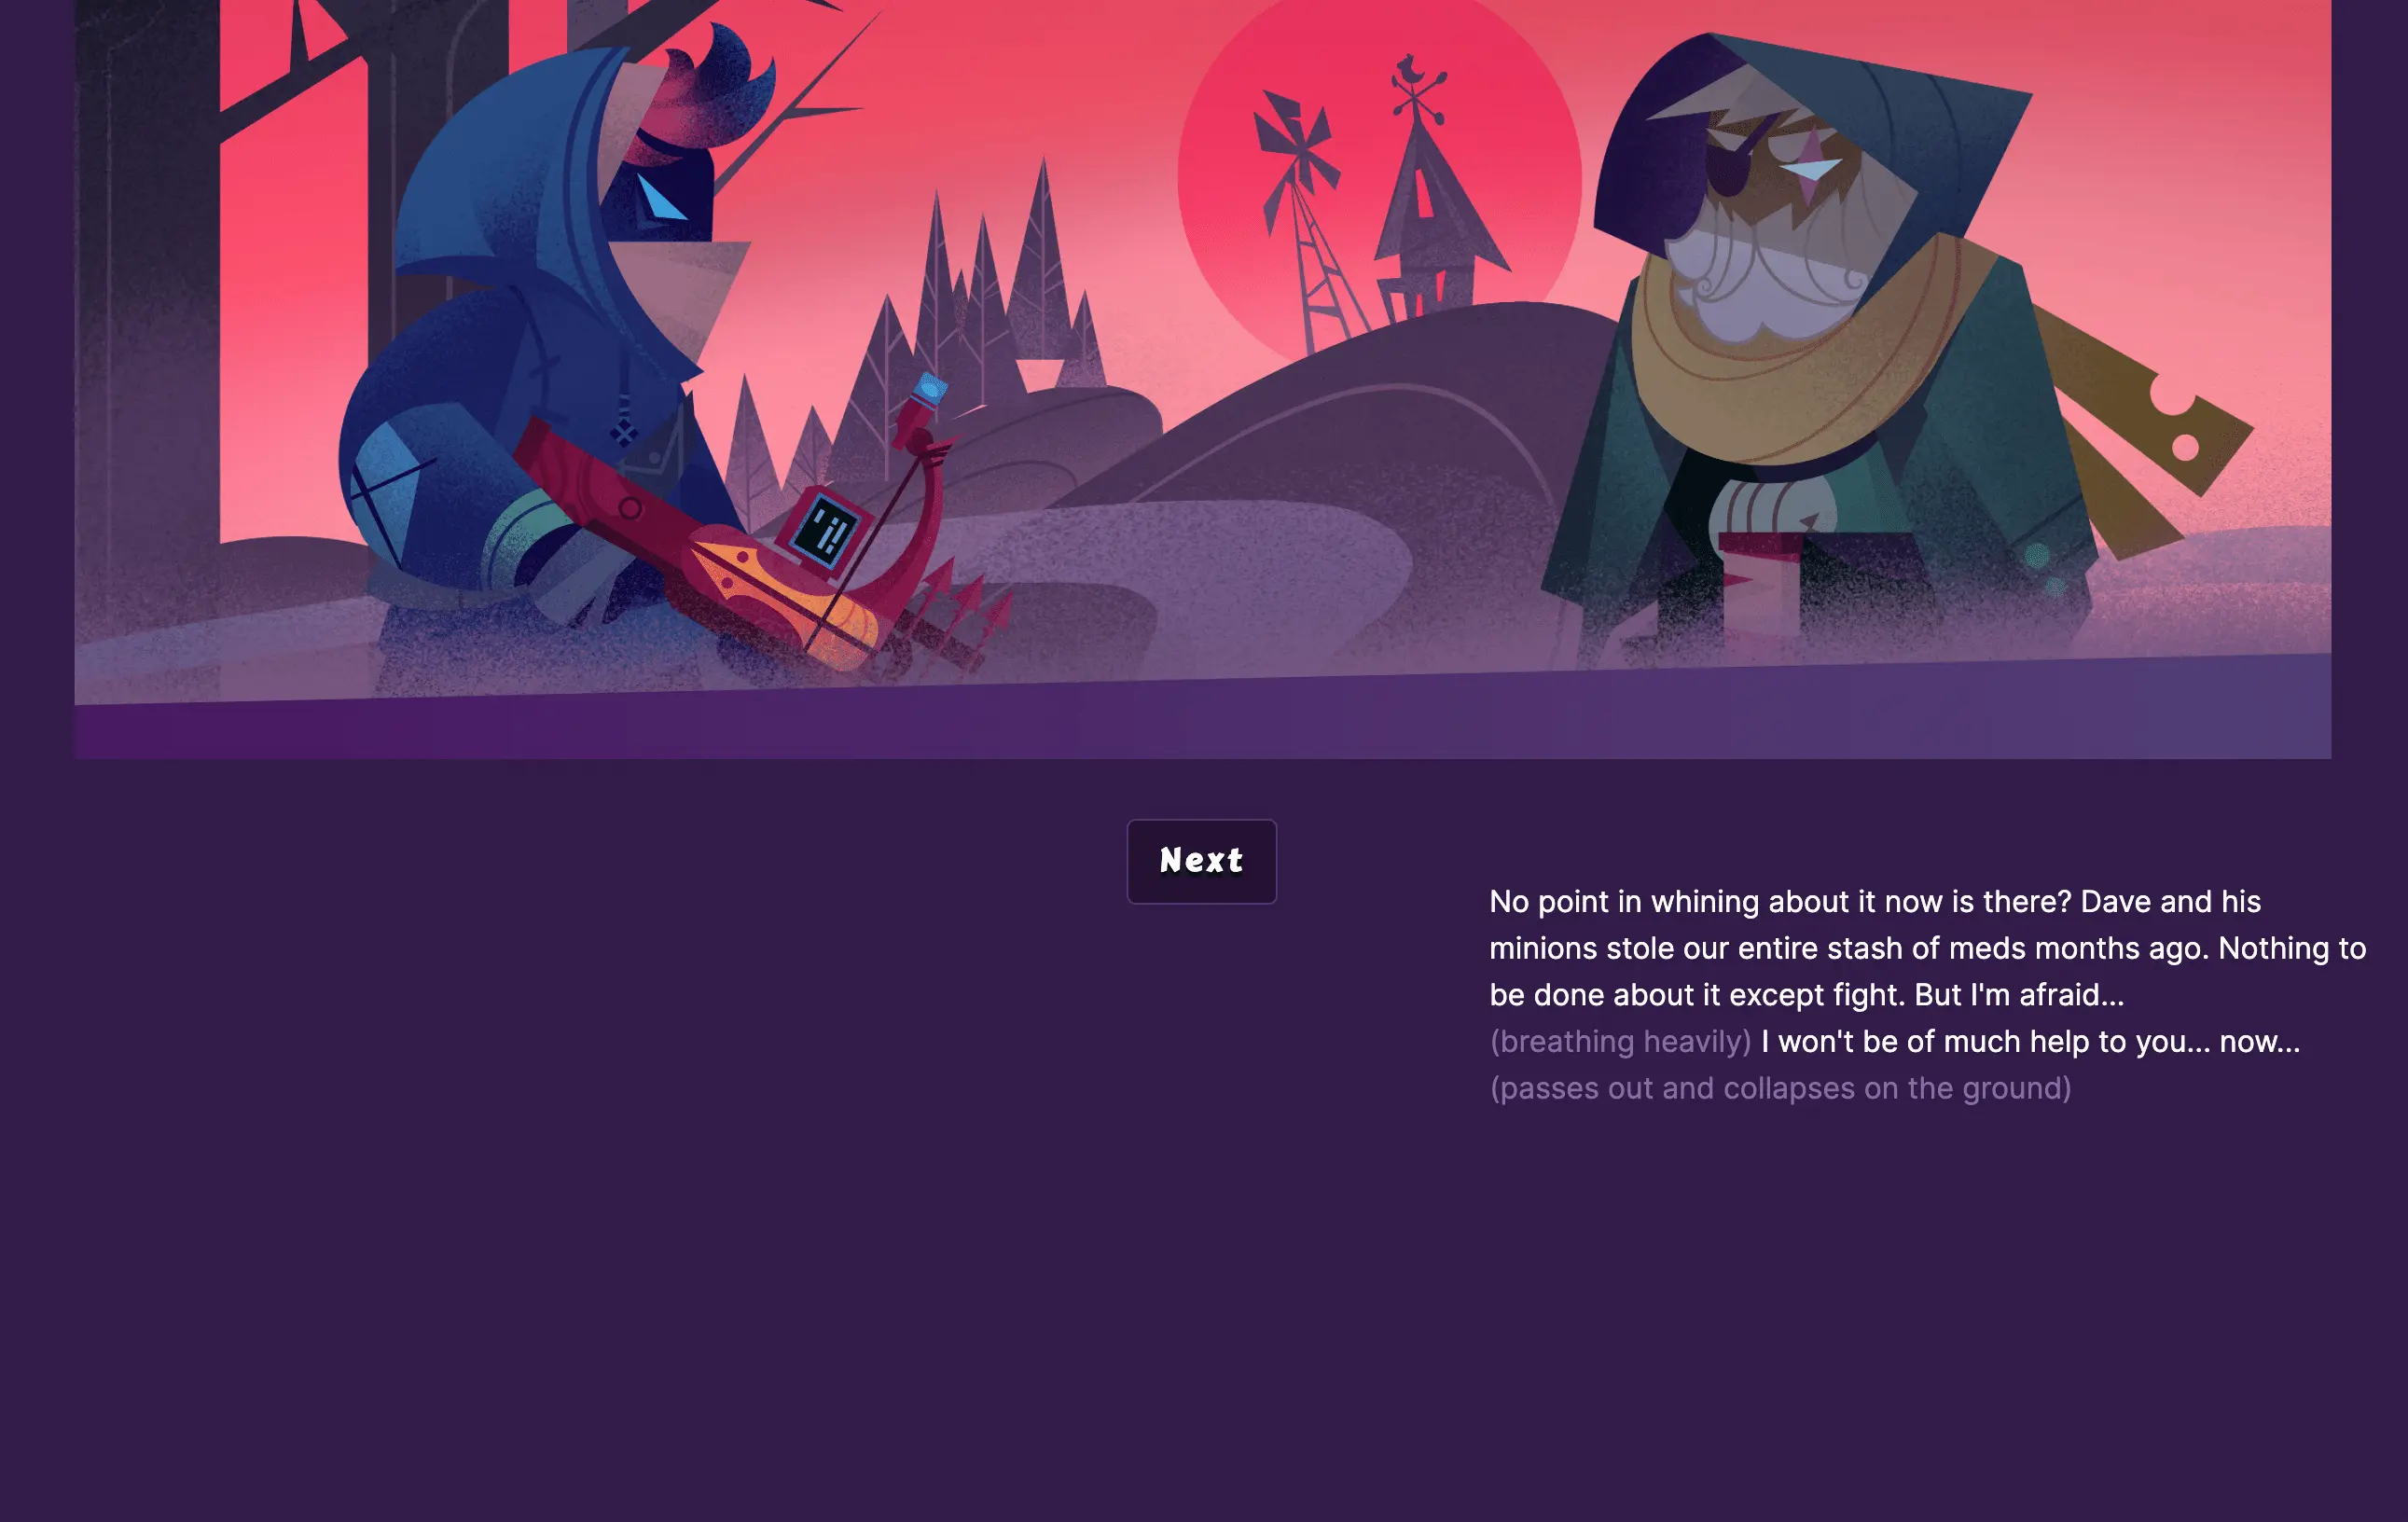 Next
No point in whining about it now is there? Dave and his
minions stole our entire stash of meds months ago. Nothing to
be done about it except fight. But I'm afraid...
(breathing heavily) I won't be of much help to you... now...
(passes out and collapses on the ground)